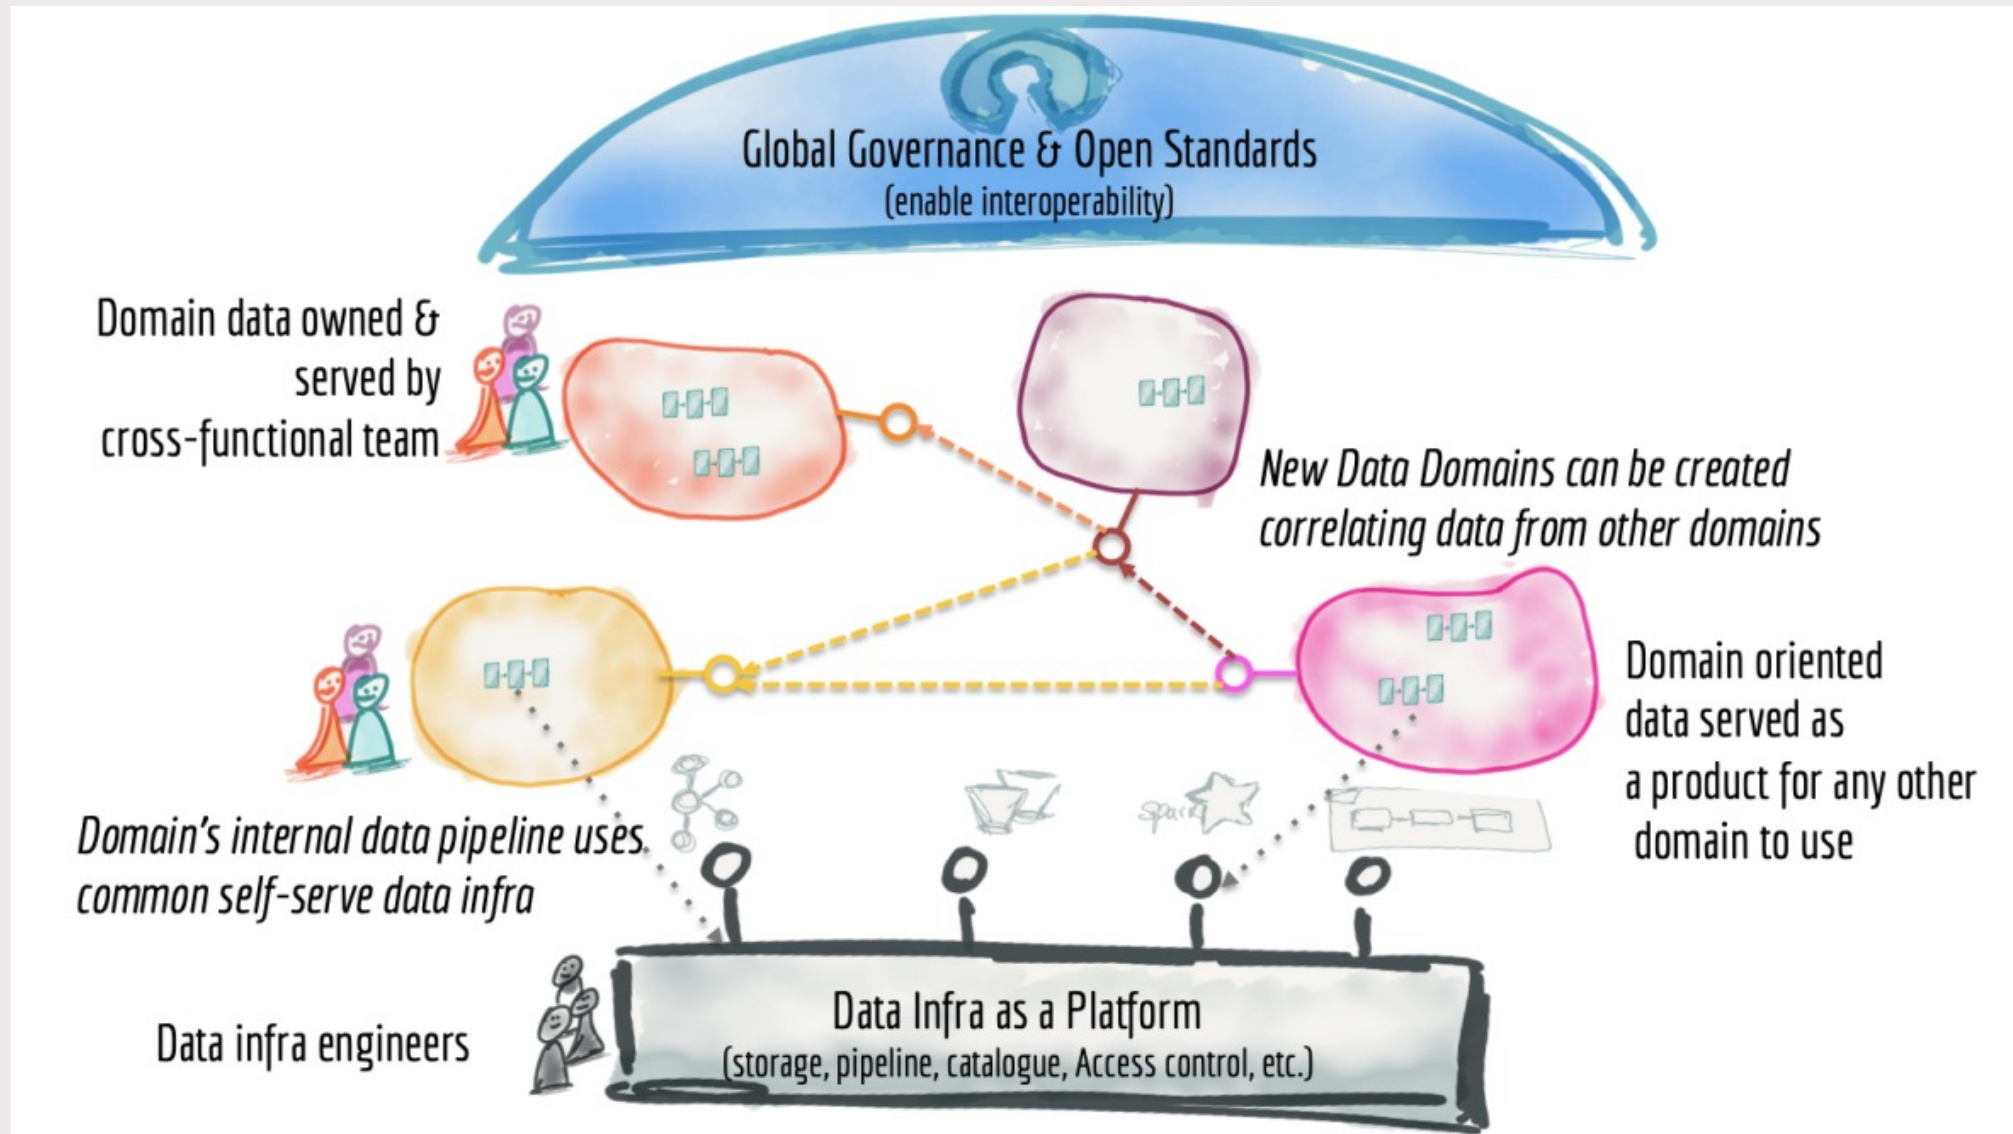 Global Governance & Open Standards
(enable interoperability)
Domain data owned &
served by
cross-functional team
New Data Domains can be created
correlating data from other domains
Domain oriented
data served as
a product for any other
domain to use
Domain's internal data pipeline uses
common self-serve data infra
spark
Data infra engineers
Data Infra as a Platform
(storage, pipeline, catalogue, Access control, etc.)